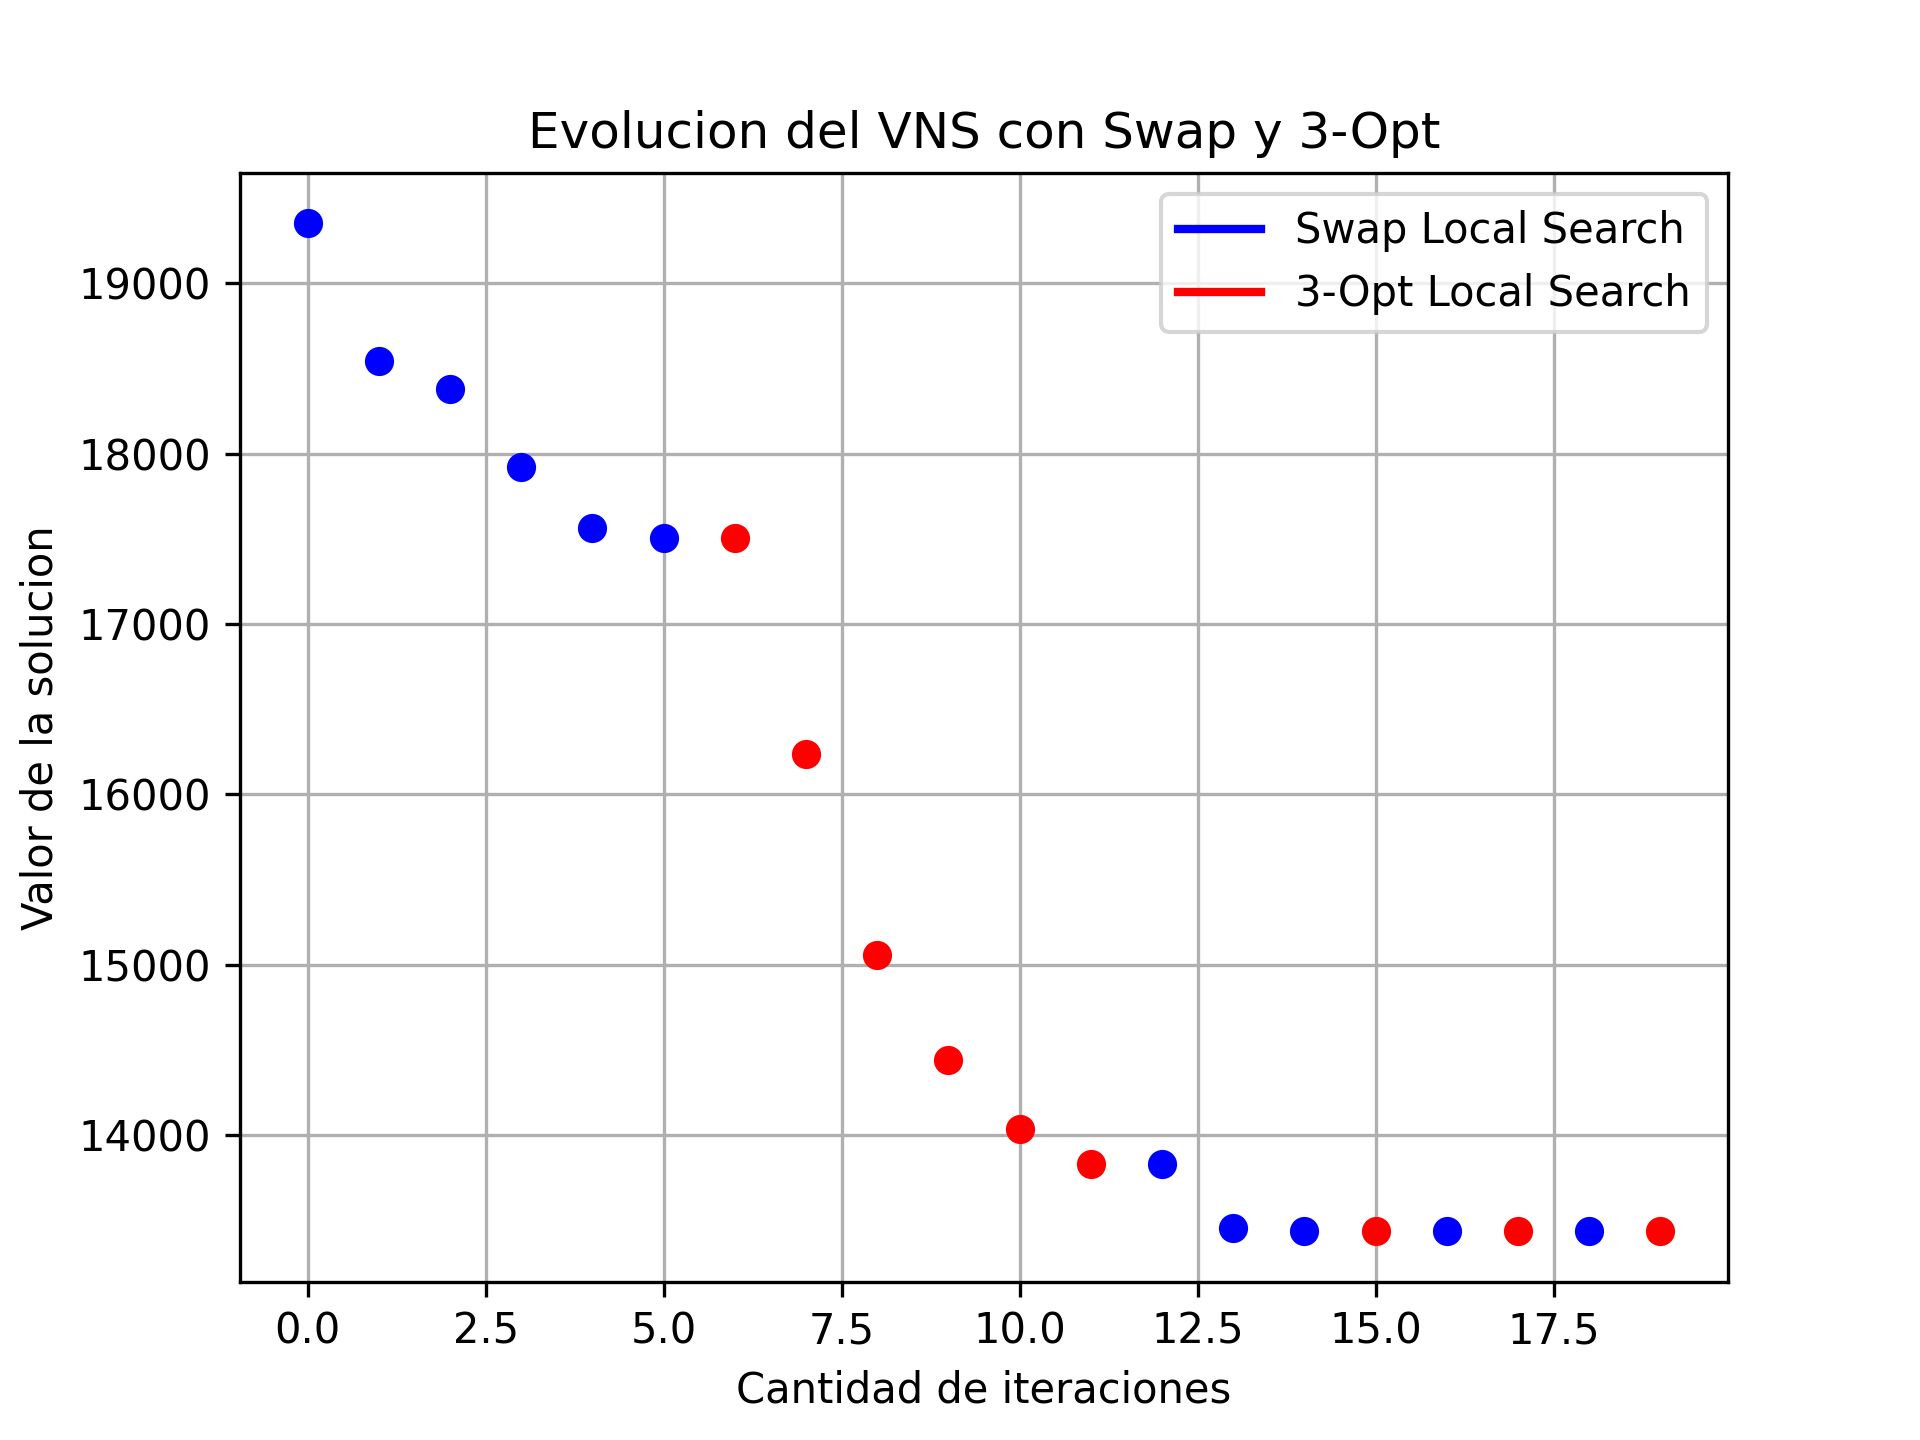 Evolucion del VNS con Swap y 3-Opt
Swap Local Search
3-Opt Local Search
Valor de la solucion
19000
18000
17000
16000
15000
14000
0.0 2.5 5.0 7.5 10.0 12.5 15.0 17.5
Cantidad de iteraciones